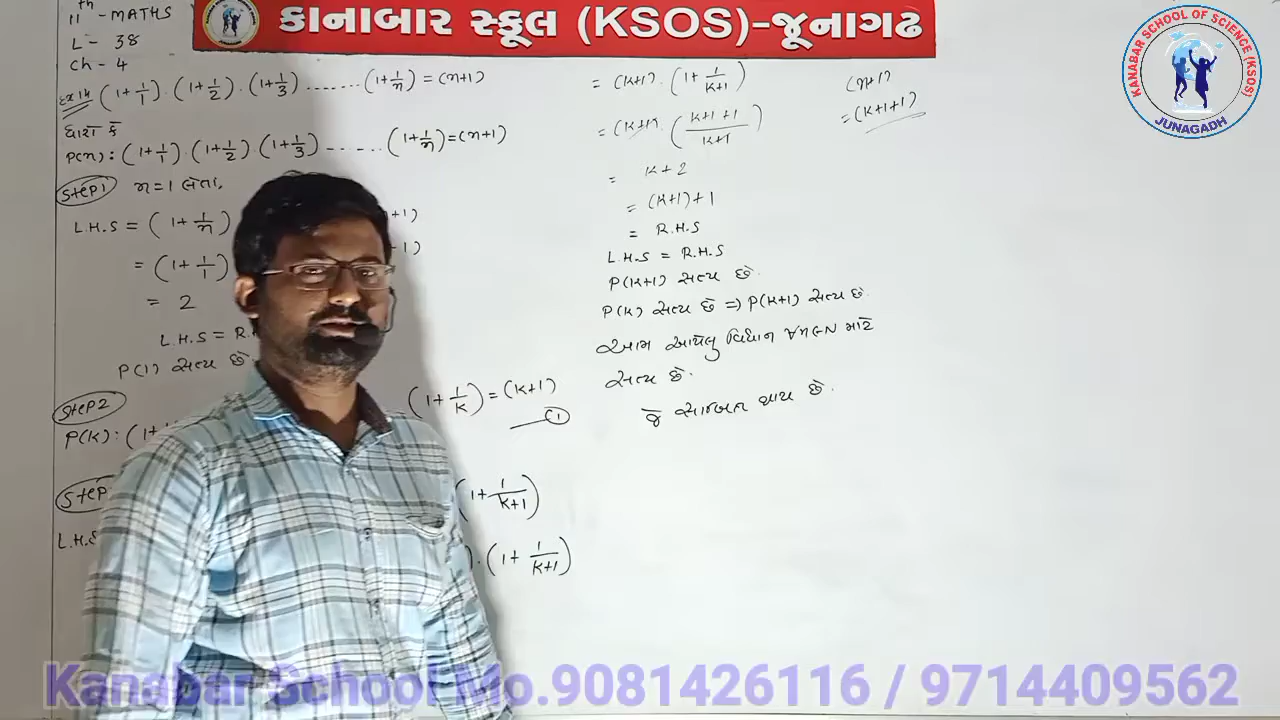 કાનાબાર સ્કૂલ (KSOS)-જૂનાગઢ
KANABAR SCHOOL OF SCIENCE (KSOS)
JUNAGADH
11th - MATHS
L - 38
ch - 4
Ex 14 (1+1/1)·(1+1/2)·(1+1/3).......(1+1/n)=(n+1)
ધારો કે
P(n): (1+1/1)·(1+1/2)·(1+1/3)......(1+1/n)=(n+1)
Step1 n=1 લેતા,
L.H.S = (1+1/n) +1)
= (1+1/1) -1)
= 2
L.H.S = R.H
P(1) સત્ય છે.
Step2 (1+1/k)=(k+1)
P(k): (1+ 1
Step (1+1/(k+1))
L.H.S )·(1+1/(k+1))
= (k+1)·(1+1/(k+1))
= (k+1)·((k+1+1)/(k+1))
= k+2
= (k+1)+1
= R.H.S
L.H.S = R.H.S
P(k+1) સત્ય છે.
P(k) સત્ય છે => P(k+1) સત્ય છે.
આમ આપેલુ વિધાન ∀n∈N માટે
સત્ય છે.
જે સાબિત થાય છે.
(n+1)
=(k+1+1)
Kanabar School Mo.9081426116 / 9714409562